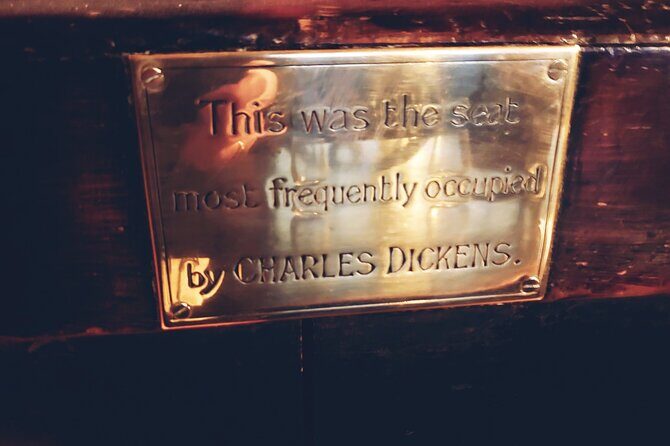 This was the seat
most frequently occupied
by CHARLES DICKENS.